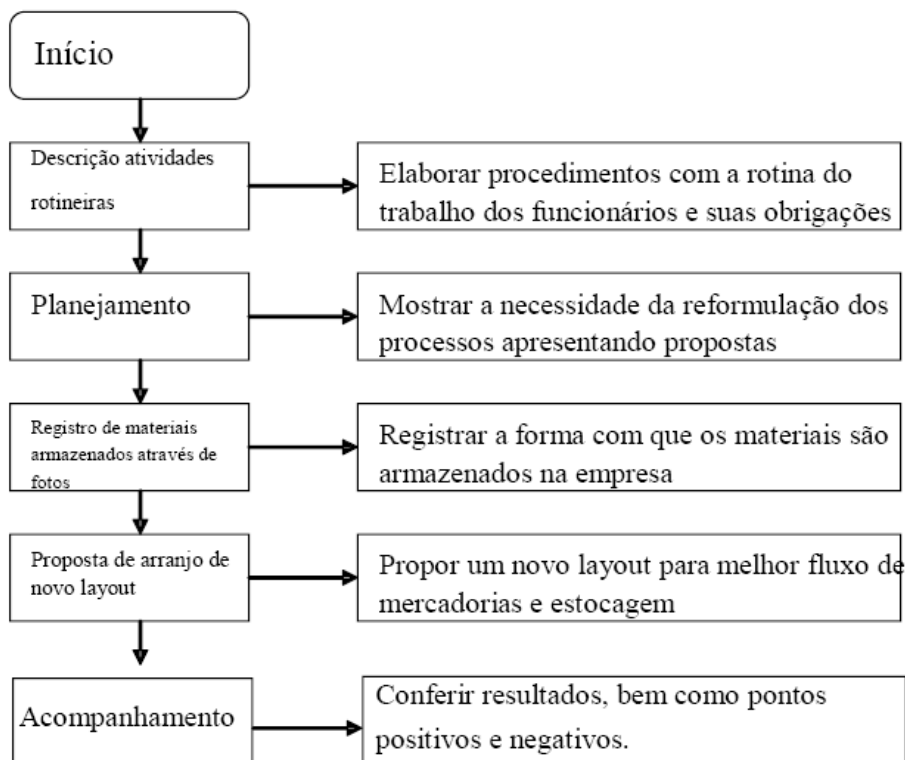 Início
Descrição atividades
rotineiras
Elaborar procedimentos com a rotina do
trabalho dos funcionários e suas obrigações
Planejamento
Mostrar a necessidade da reformulação dos
processos apresentando propostas
Registro de materiais
armazenados através de
fotos
Registrar a forma com que os materiais são
armazenados na empresa
Proposta de arranjo de
novo layout
Propor um novo layout para melhor fluxo de
mercadorias e estocagem
Acompanhamento
Conferir resultados, bem como pontos
positivos e negativos.